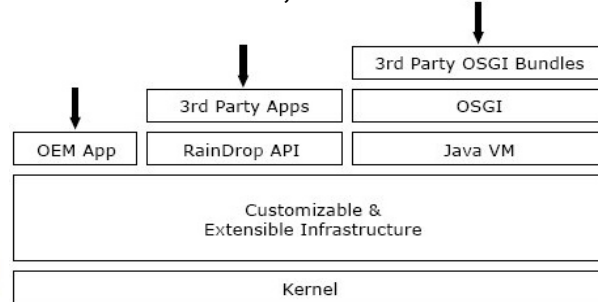 3rd Party OSGI Bundles
3rd Party Apps
OSGI
OEM App
RainDrop API
Java VM
Customizable &
Extensible Infrastructure
Kernel